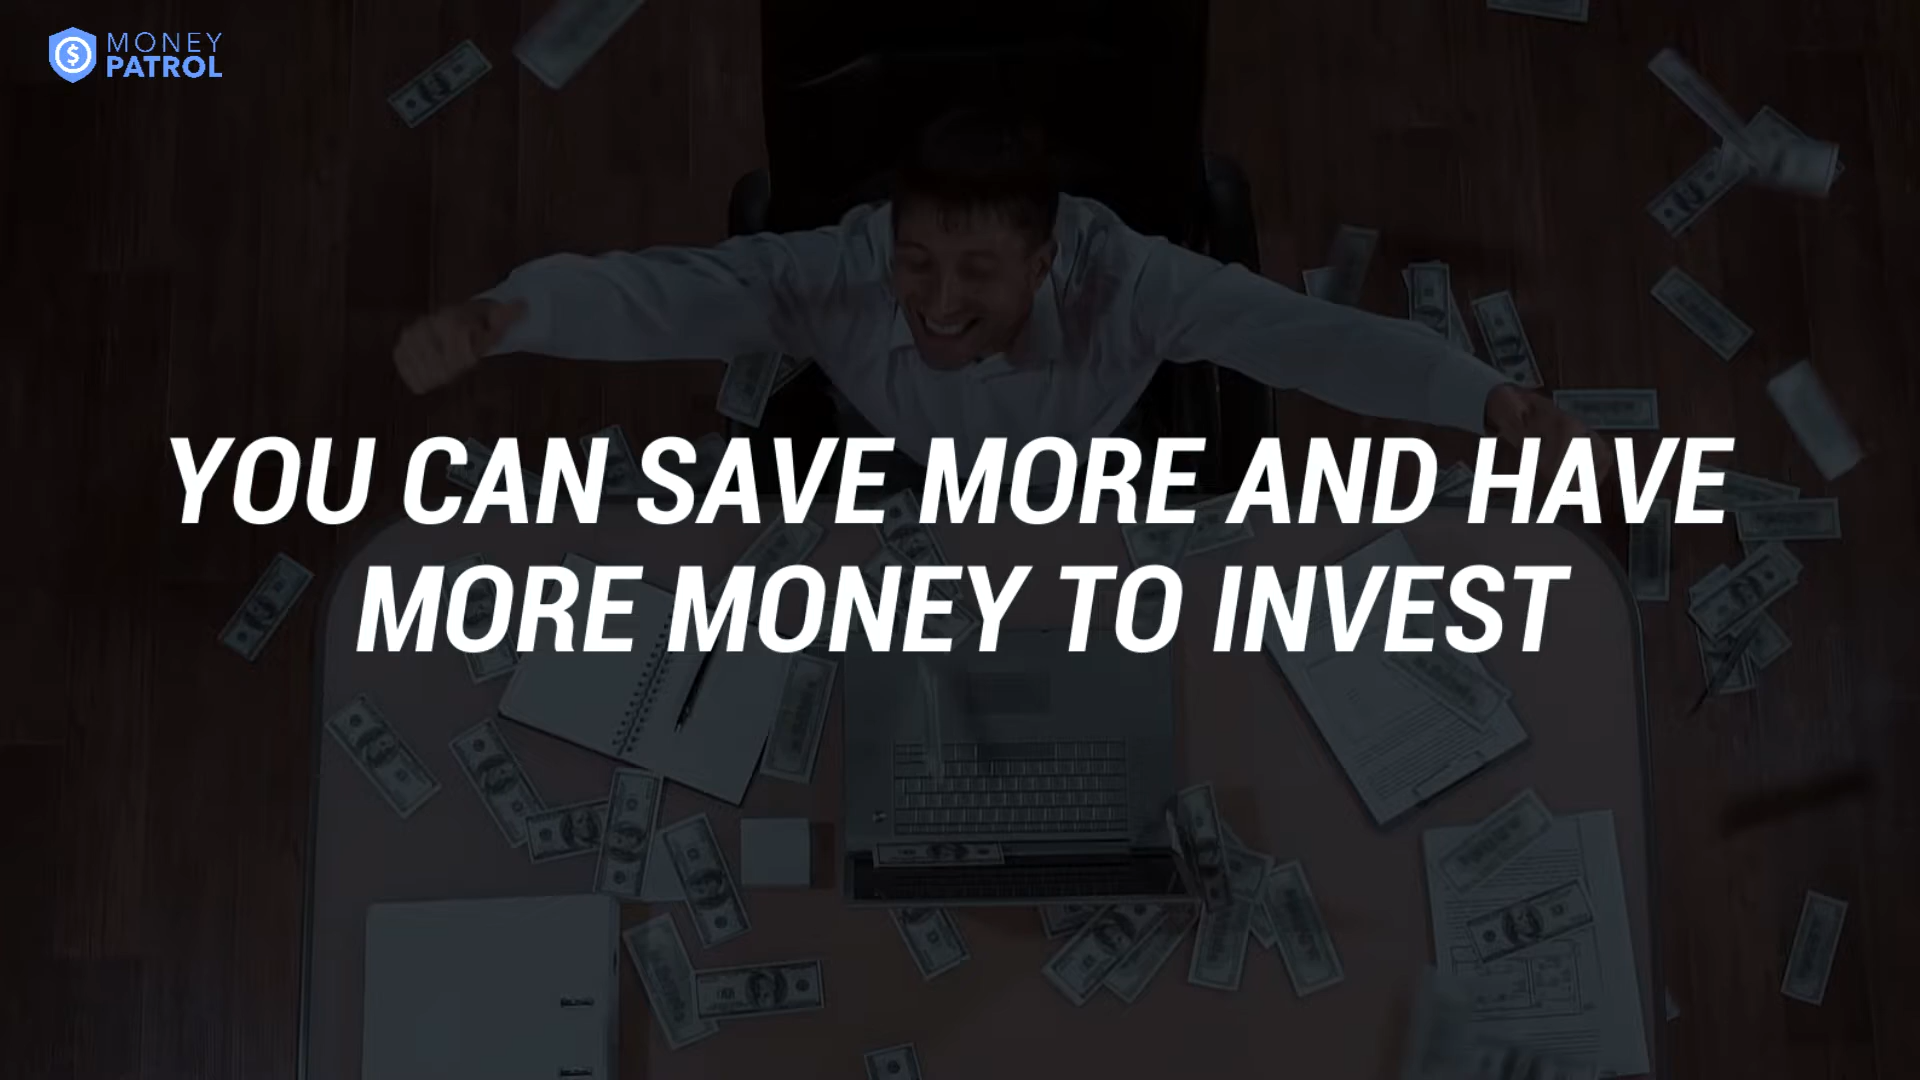 MONEY
PATROL
YOU CAN SAVE MORE AND HAVE
MORE MONEY TO INVEST